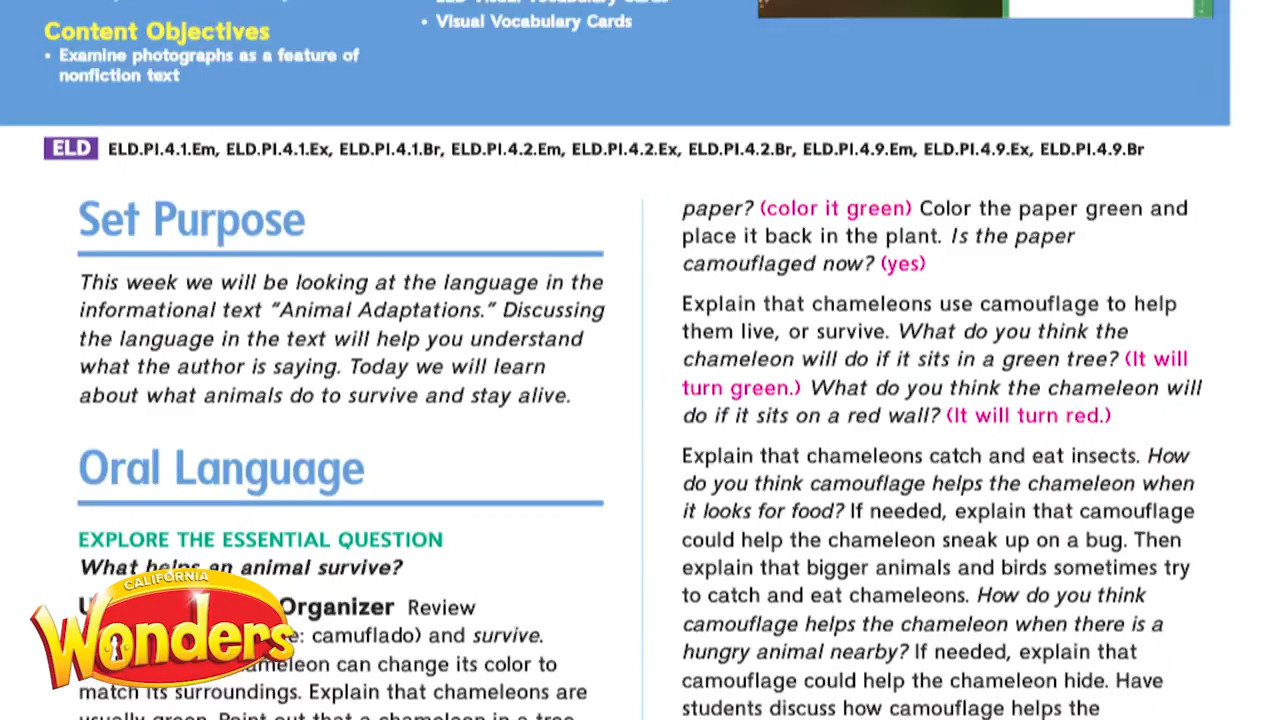 Content Objectives
• Examine photographs as a feature of
nonfiction text
Visual Vocabulary Cards
• Visual Vocabulary Cards
ELD ELD.PI.4.1.Em, ELD.PI.4.1.Ex, ELD.PI.4.1.Br, ELD.PI.4.2.Em, ELD.PI.4.2.Ex, ELD.PI.4.2.Br, ELD.PI.4.9.Em, ELD.PI.4.9.Ex, ELD.PI.4.9.Br
Set Purpose
This week we will be looking at the language in the
informational text “Animal Adaptations.” Discussing
the language in the text will help you understand
what the author is saying. Today we will learn
about what animals do to survive and stay alive.
Oral Language
EXPLORE THE ESSENTIAL QUESTION
What helps an animal survive?
Organizer Review
: camuflado) and survive.
can change its color to
match its surroundings. Explain that chameleons are
usually green. Point out that a chameleon in a tree
CALIFORNIA
Wonders
paper? (color it green) Color the paper green and
place it back in the plant. Is the paper
camouflaged now? (yes)
Explain that chameleons use camouflage to help
them live, or survive. What do you think the
chameleon will do if it sits in a green tree? (It will
turn green.) What do you think the chameleon will
do if it sits on a red wall? (It will turn red.)
Explain that chameleons catch and eat insects. How
do you think camouflage helps the chameleon when
it looks for food? If needed, explain that camouflage
could help the chameleon sneak up on a bug. Then
explain that bigger animals and birds sometimes try
to catch and eat chameleons. How do you think
camouflage helps the chameleon when there is a
hungry animal nearby? If needed, explain that
camouflage could help the chameleon hide. Have
students discuss how camouflage helps the